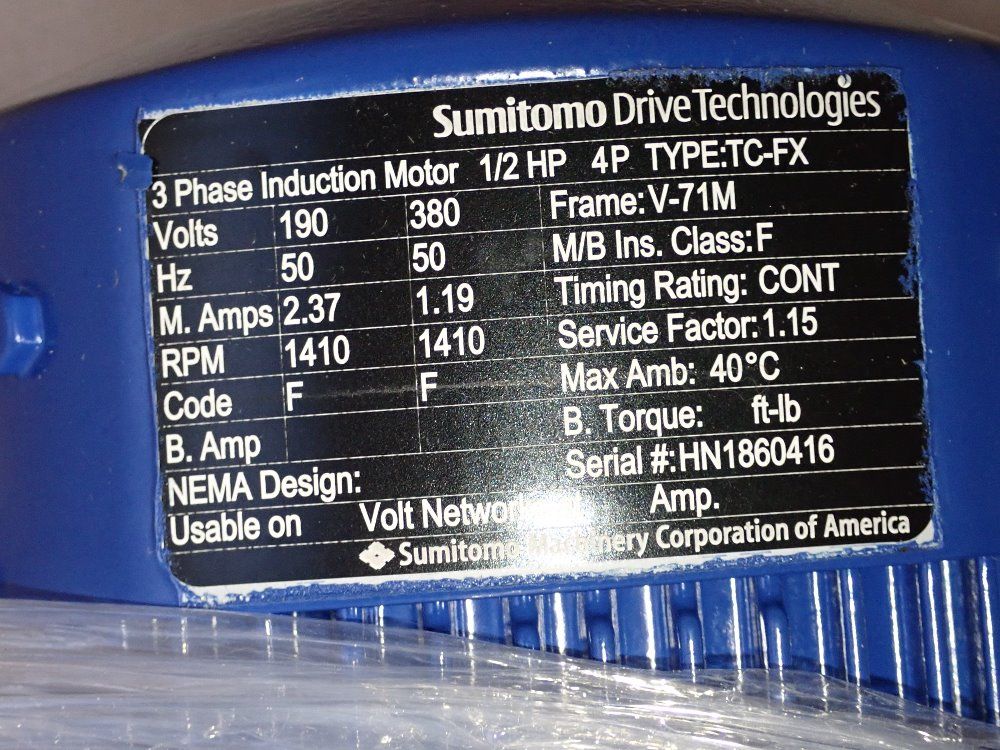 Sumitomo Drive Technologies
3 Phase Induction Motor 1/2 HP 4P TYPE:TC-FX
Volts 190 380 Frame:V-71M
Hz 50 50 M/B Ins. Class:F
M. Amps 2.37 1.19 Timing Rating: CONT
RPM 1410 1410 Service Factor:1.15
Code F F Max Amb: 40°C
B. Amp B. Torque: ft-lb
NEMA Design: Serial #:HN1860416
Usable on Volt Network Amp.
Sumitomo Machinery Corporation of America